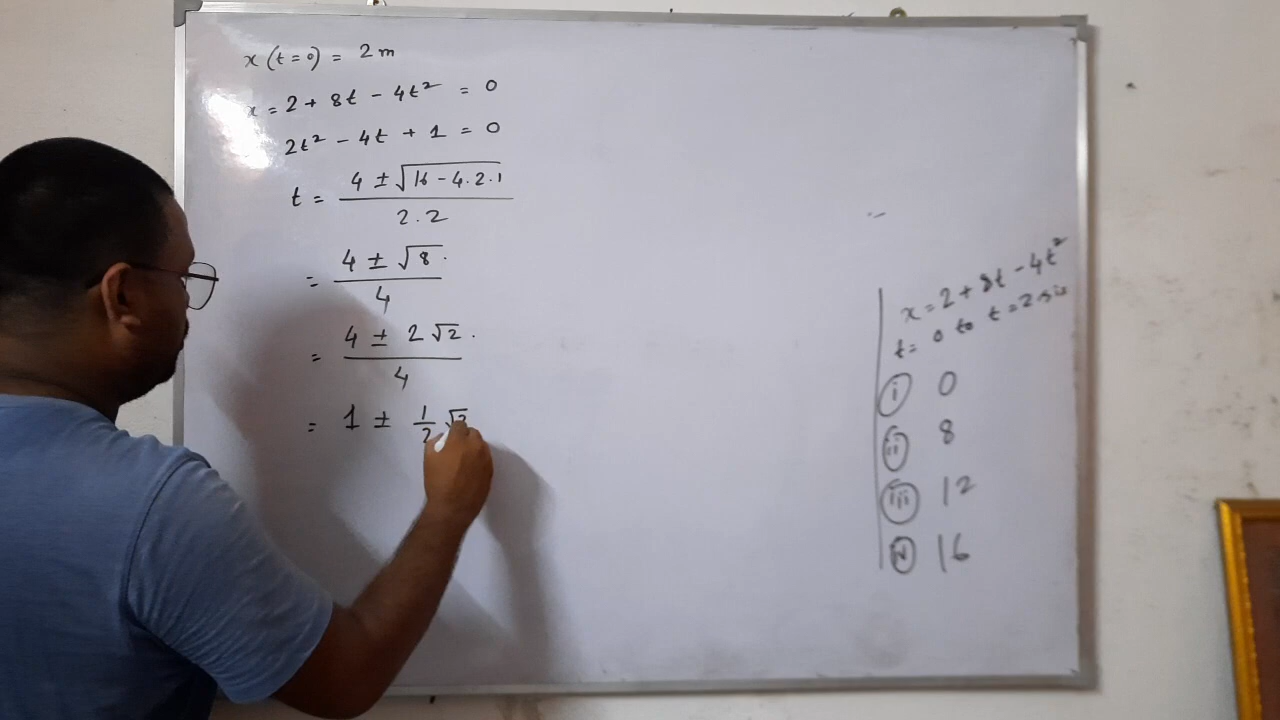 x (t=0) = 2 m
x = 2 + 8t - 4t² = 0
2t² - 4t + 1 = 0
t = (4 ± √(16 - 4.2.1)) / 2.2
= (4 ± √8) / 4
= (4 ± 2√2) / 4
= 1 ± 1/2 √2
x = 2 + 8t - 4t²
t = 0 to t = 2
i 0
ii 8
iii 12
iv 16